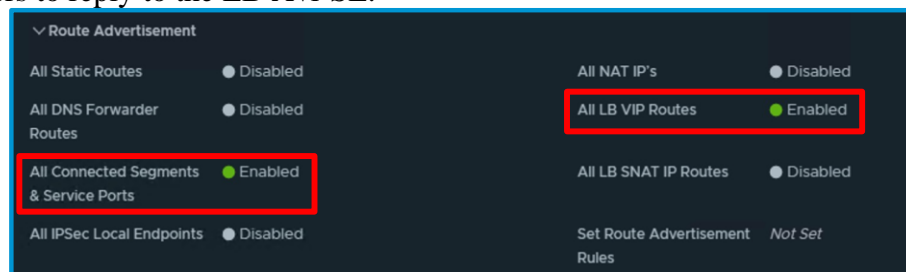 ers to reply to the LB AVI SE.
Route Advertisement
All Static Routes Disabled All NAT IP's Disabled
All DNS Forwarder Disabled All LB VIP Routes Enabled
Routes
All Connected Segments Enabled All LB SNAT IP Routes Disabled
& Service Ports
All IPSec Local Endpoints Disabled Set Route Advertisement Not Set
Rules